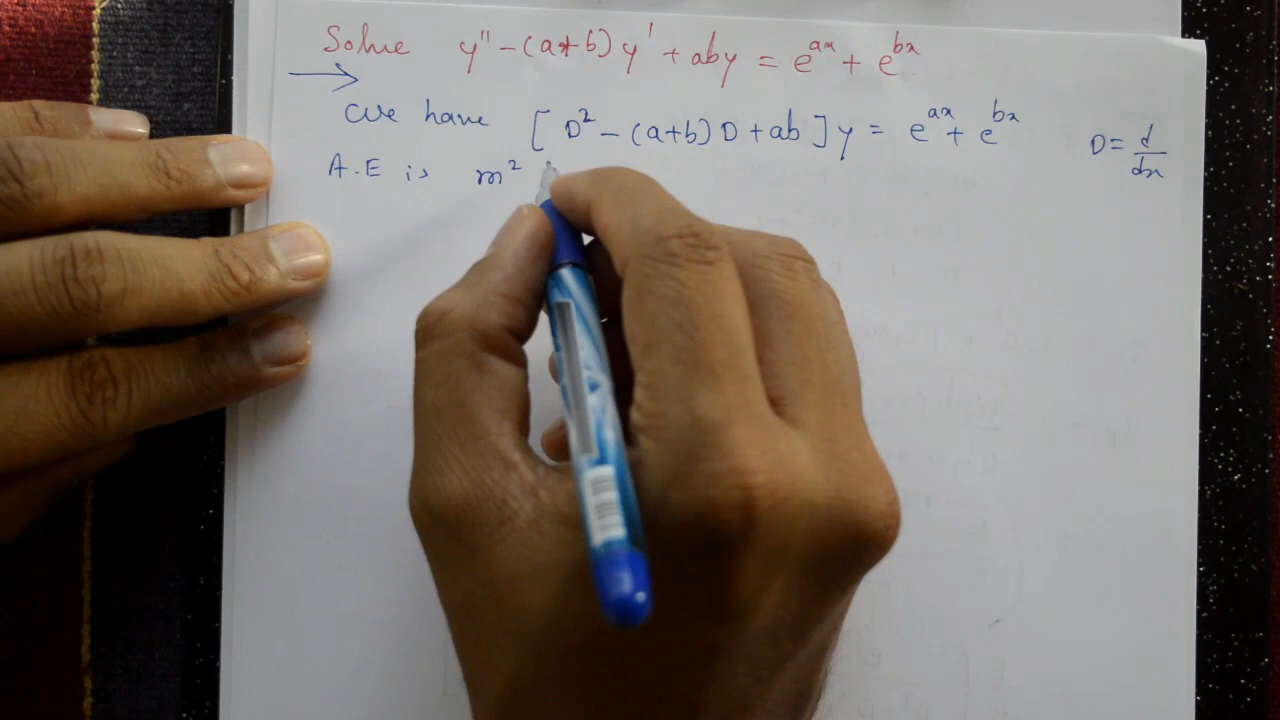 Solve y'' - (a+b)y' + aby = e^{ax} + e^{bx}
We have [D² - (a+b)D + ab]y = e^{ax} + e^{bx} D = d/dx
A.E is m²